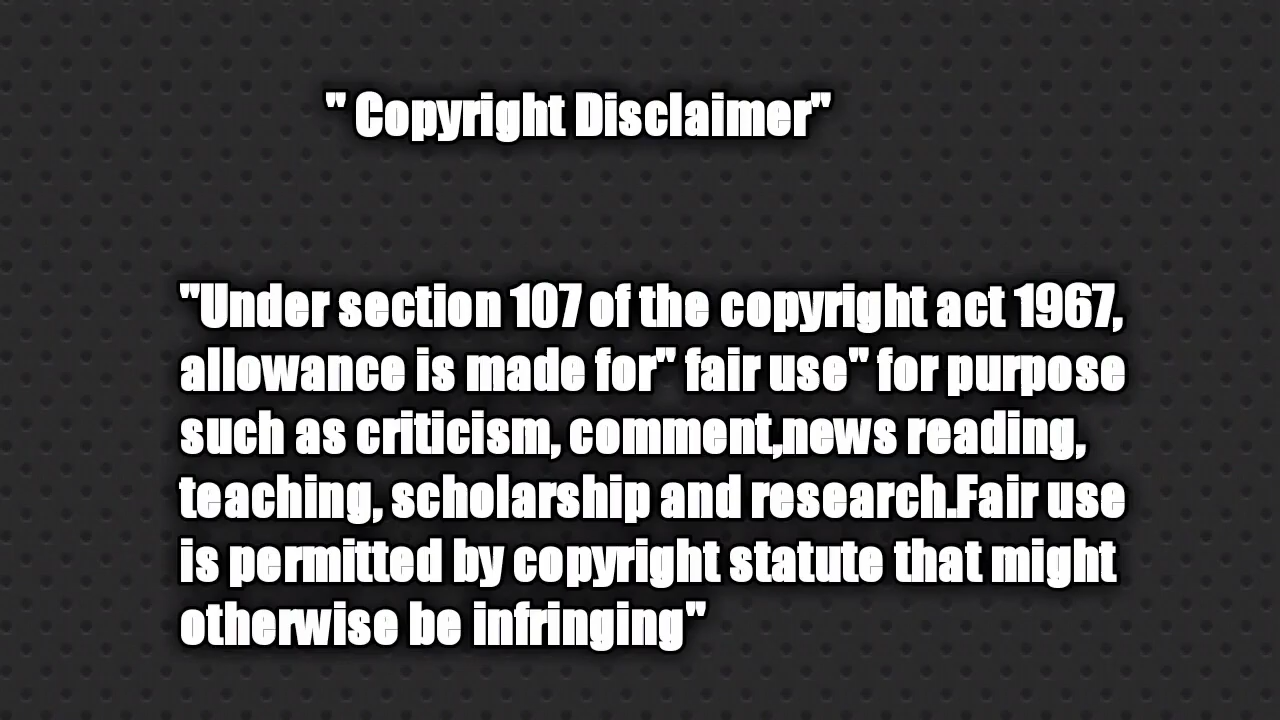 " Copyright Disclaimer"
"Under section 107 of the copyright act 1967,
allowance is made for" fair use" for purpose
such as criticism, comment,news reading,
teaching, scholarship and research.Fair use
is permitted by copyright statute that might
otherwise be infringing"